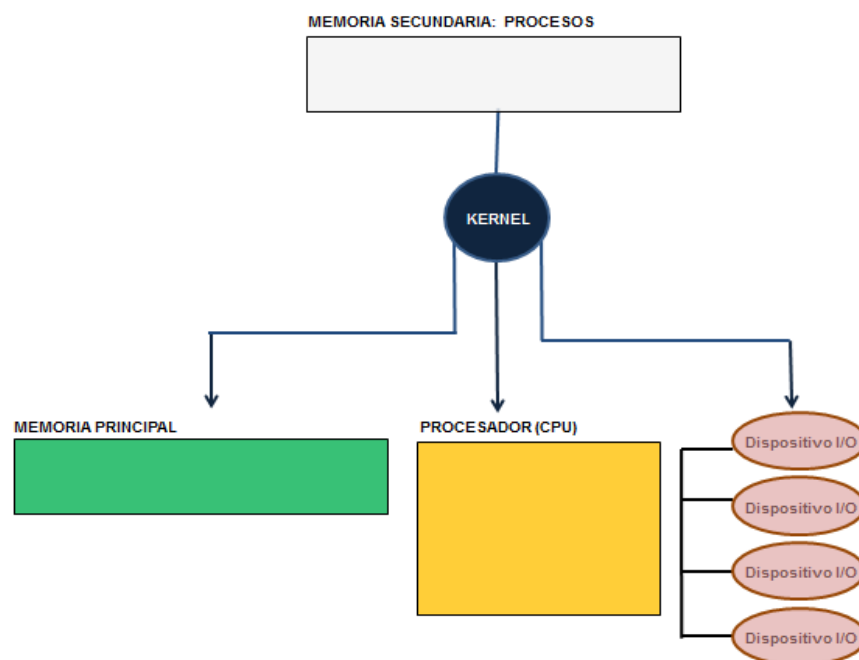 MEMORIA SECUNDARIA: PROCESOS
KERNEL
MEMORIA PRINCIPAL
PROCESADOR (CPU)
Dispositivo I/O
Dispositivo I/O
Dispositivo I/O
Dispositivo I/O